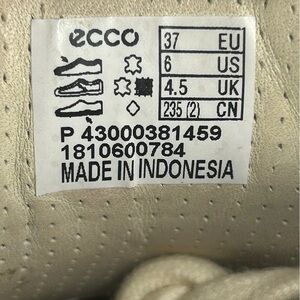 ecco
37 EU
6 US
4.5 UK
235 (2) CN
P 43000381459
1810600784
MADE IN INDONESIA